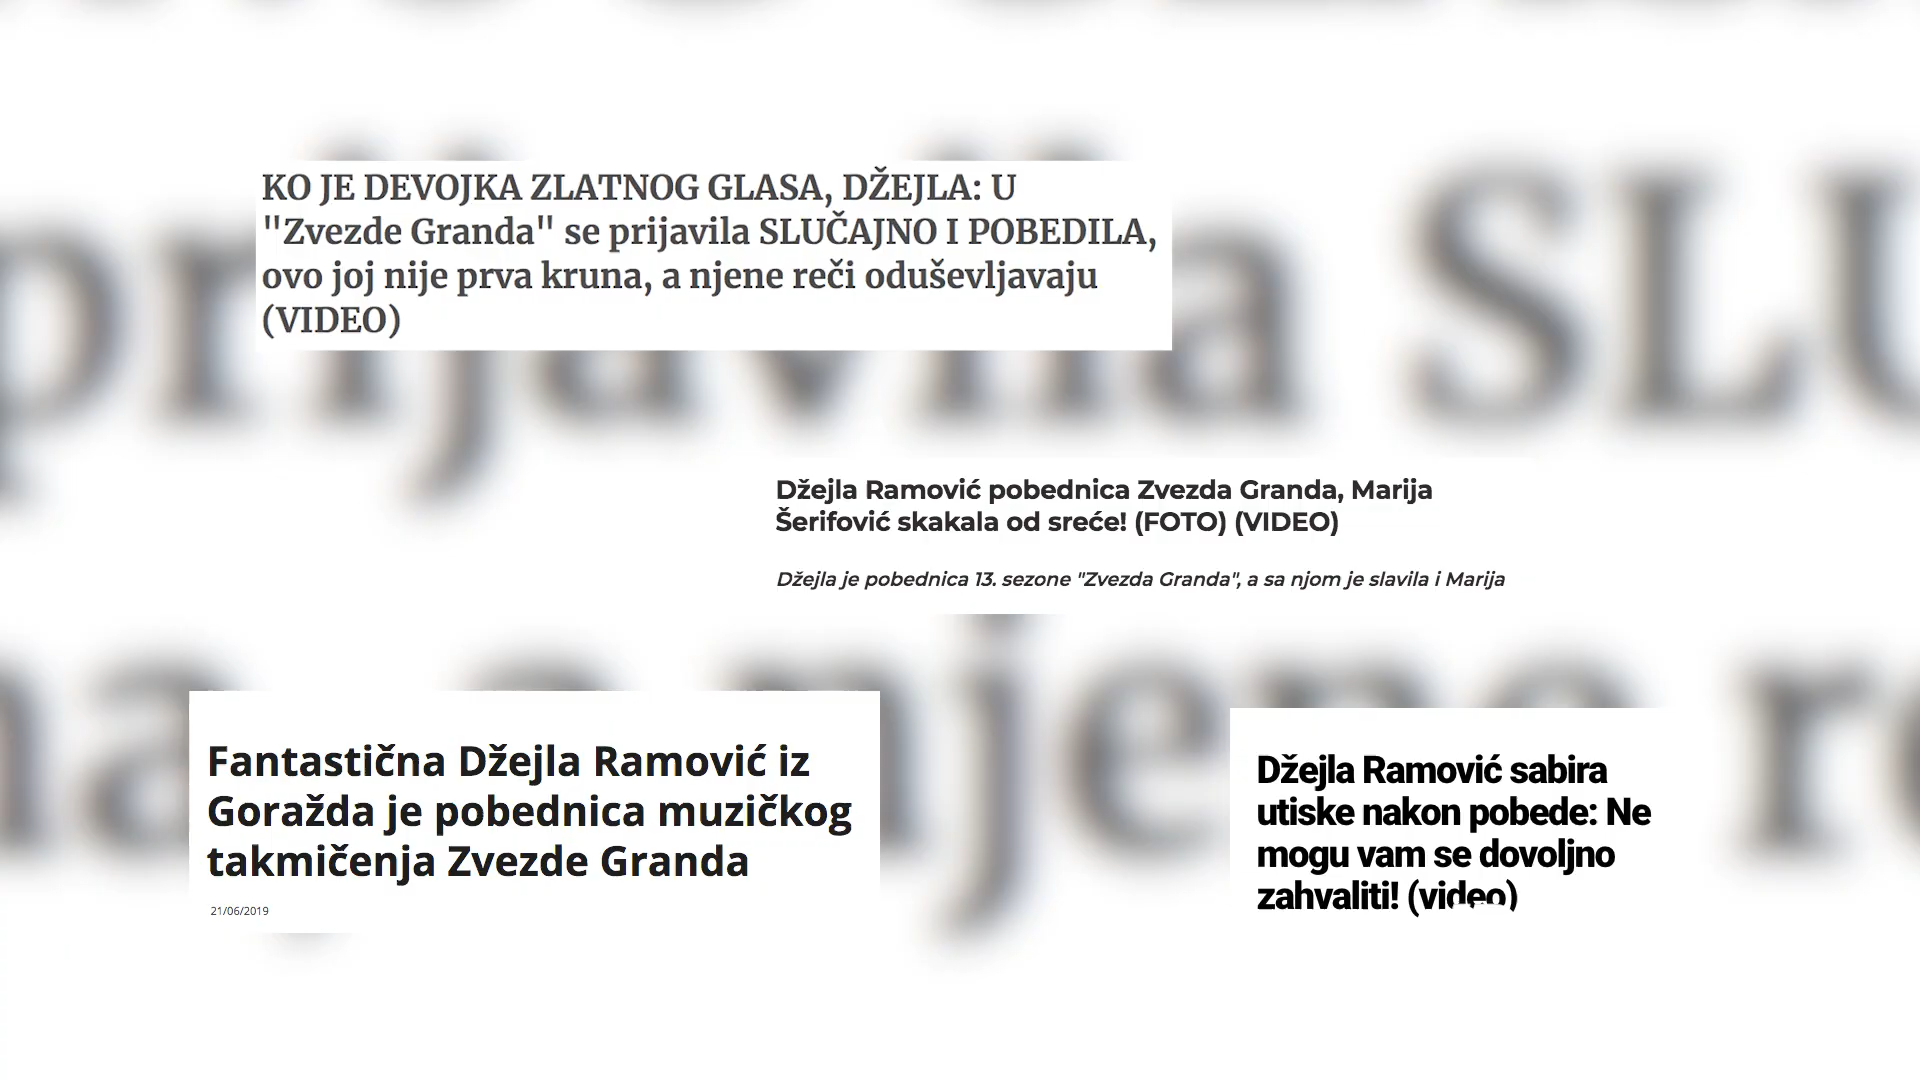 KO JE DEVOJKA ZLATNOG GLASA, DŽEJLA: U
"Zvezde Granda" se prijavila SLUČAJNO I POBEDILA,
ovo joj nije prva kruna, a njene reči oduševljavaju
(VIDEO)
Džejla Ramović pobednica Zvezda Granda, Marija
Šerifović skakala od sreće! (FOTO) (VIDEO)
Džejla je pobednica 13. sezone "Zvezda Granda", a sa njom je slavila i Marija
Fantastična Džejla Ramović iz
Goražda je pobednica muzičkog
takmičenja Zvezde Granda
21/06/2019
Džejla Ramović sabira
utiske nakon pobede: Ne
mogu vam se dovoljno
zahvaliti! (video)